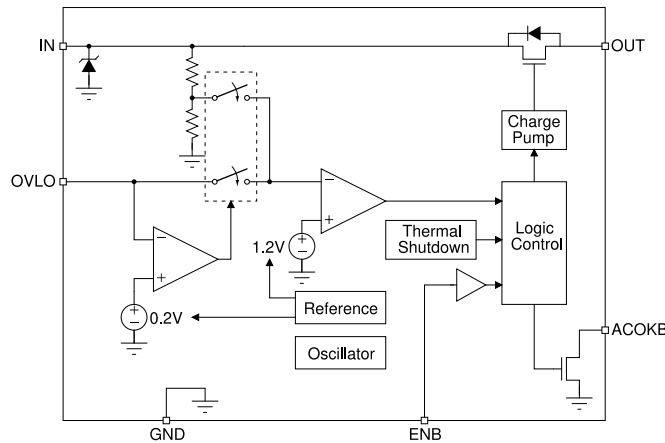 IN
OUT
Charge
Pump
OVLO
−
+
−
+
1.2V
Thermal
Shutdown
Logic
Control
0.2V
Reference
Oscillator
ACOKB
GND
ENB